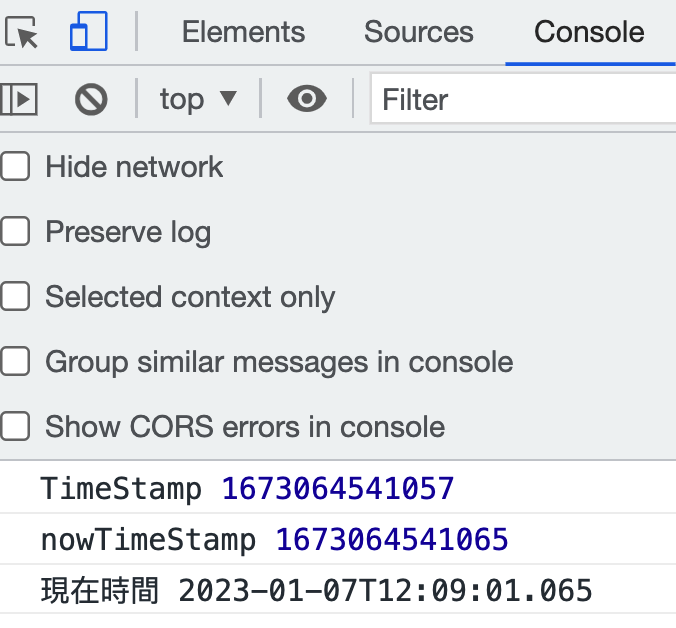 Elements Sources Console
top ▼ Filter
Hide network
Preserve log
Selected context only
Group similar messages in console
Show CORS errors in console
TimeStamp 1673064541057
nowTimeStamp 1673064541065
現在時間 2023-01-07T12:09:01.065